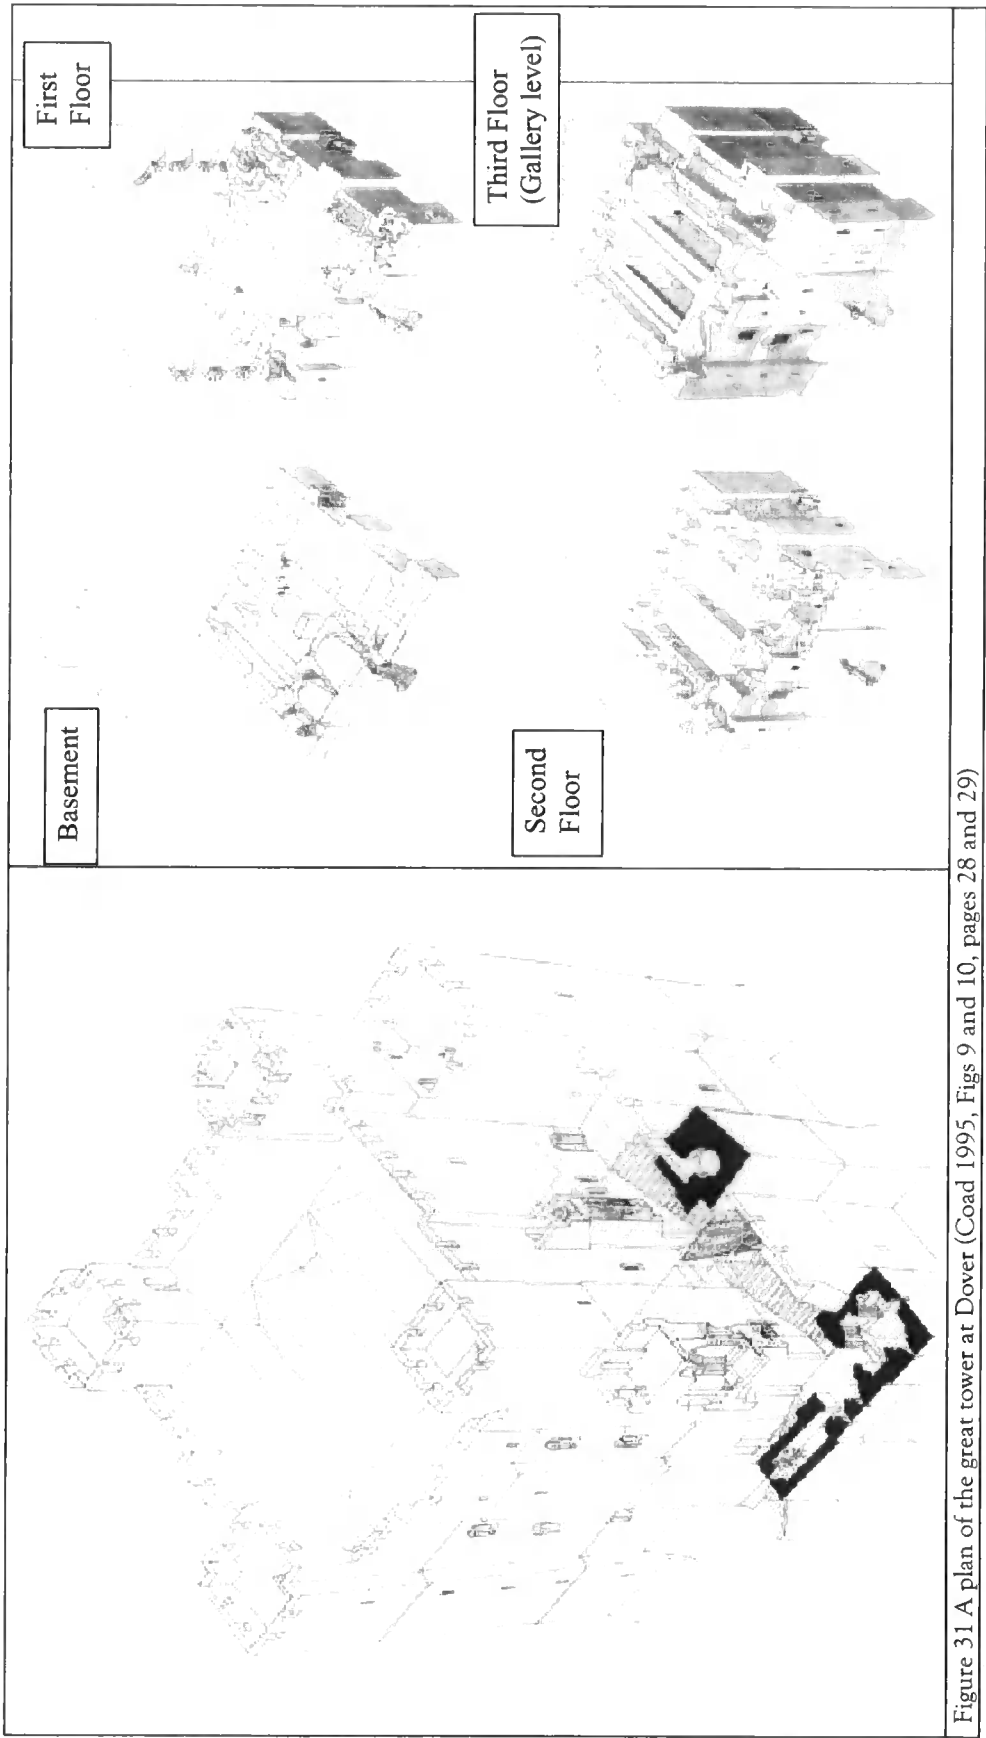 Basement
First
Floor
Second
Floor
Third Floor
(Gallery level)
Figure 31 A plan of the great tower at Dover (Coad 1995, Figs 9 and 10, pages 28 and 29)